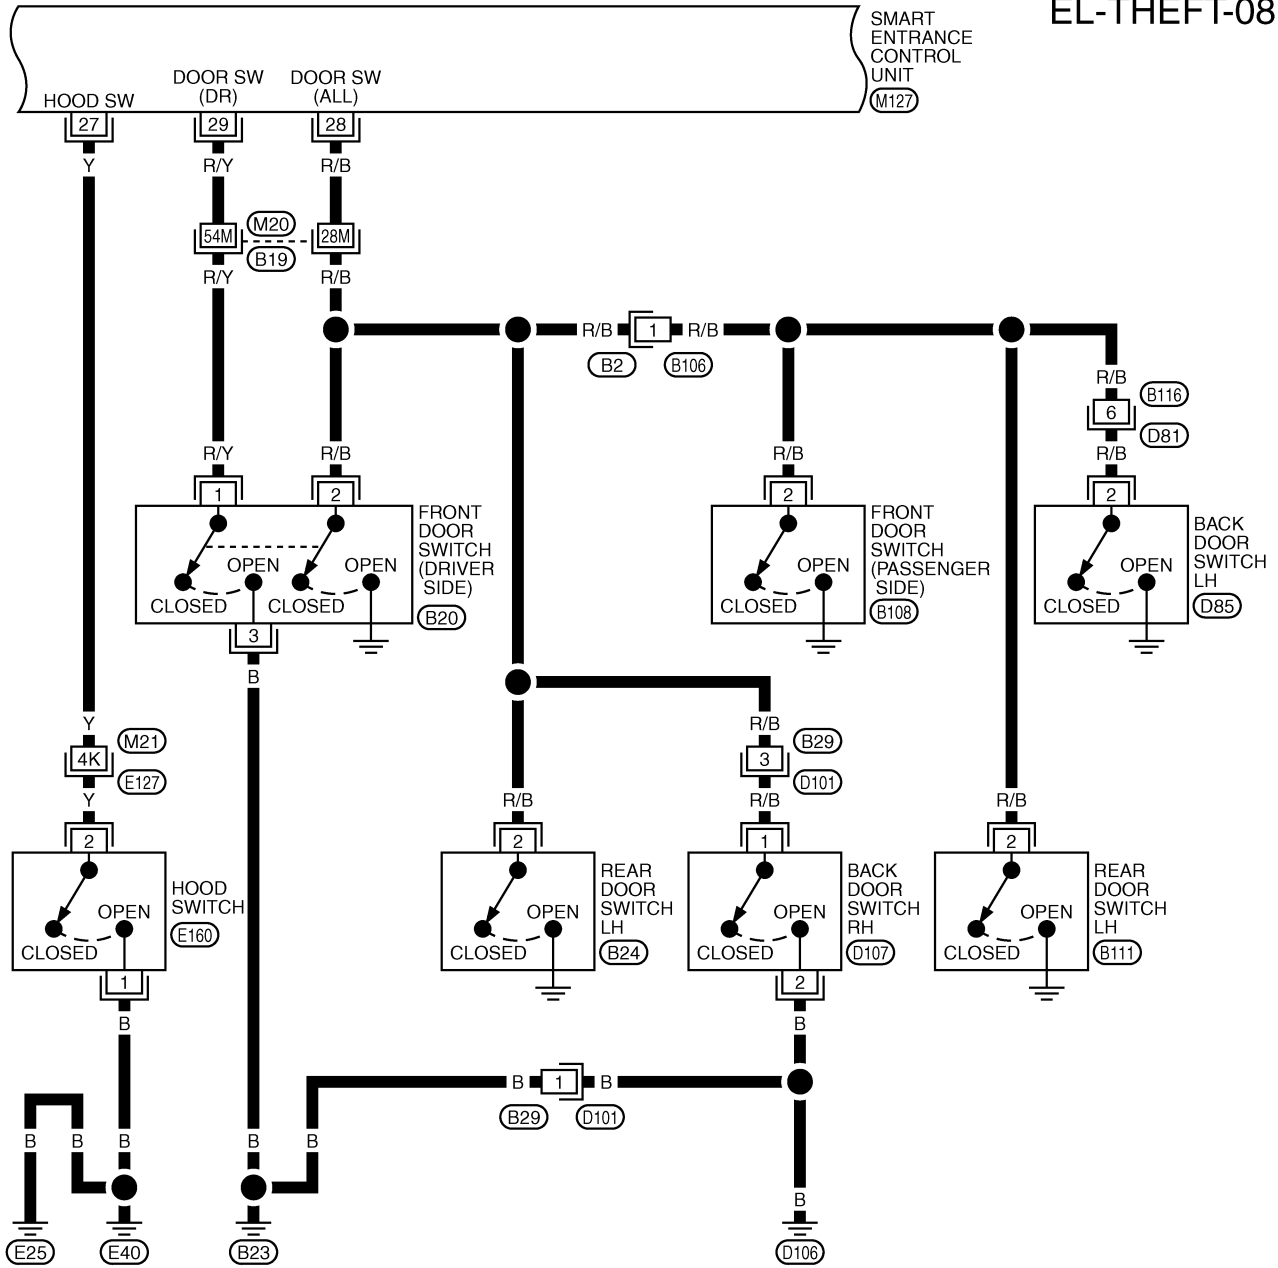 EL-THEFT-08
SMART
ENTRANCE
CONTROL
UNIT
M127
HOOD SW
DOOR SW
(DR)
DOOR SW
(ALL)
27
29
28
Y
R/Y
R/B
54M
M20
B19
28M
R/Y
R/B
R/B
1
R/B
B2
B106
R/B
B116
6
D81
R/Y
R/B
R/B
R/B
1
2
2
2
OPEN
CLOSED
OPEN
CLOSED
FRONT
DOOR
SWITCH
(DRIVER
SIDE)
B20
OPEN
CLOSED
FRONT
DOOR
SWITCH
(PASSENGER
SIDE)
B108
OPEN
CLOSED
BACK
DOOR
SWITCH
LH
D85
3
B
Y
M21
4K
E127
Y
R/B
B29
3
D101
R/B
R/B
R/B
2
2
1
2
OPEN
CLOSED
HOOD
SWITCH
E160
OPEN
CLOSED
REAR
DOOR
SWITCH
LH
B24
OPEN
CLOSED
BACK
DOOR
SWITCH
RH
D107
OPEN
CLOSED
REAR
DOOR
SWITCH
LH
B111
1
2
B
B
B
1
B
B29
D101
B
B
B
B
B
B
E25
E40
B23
D106